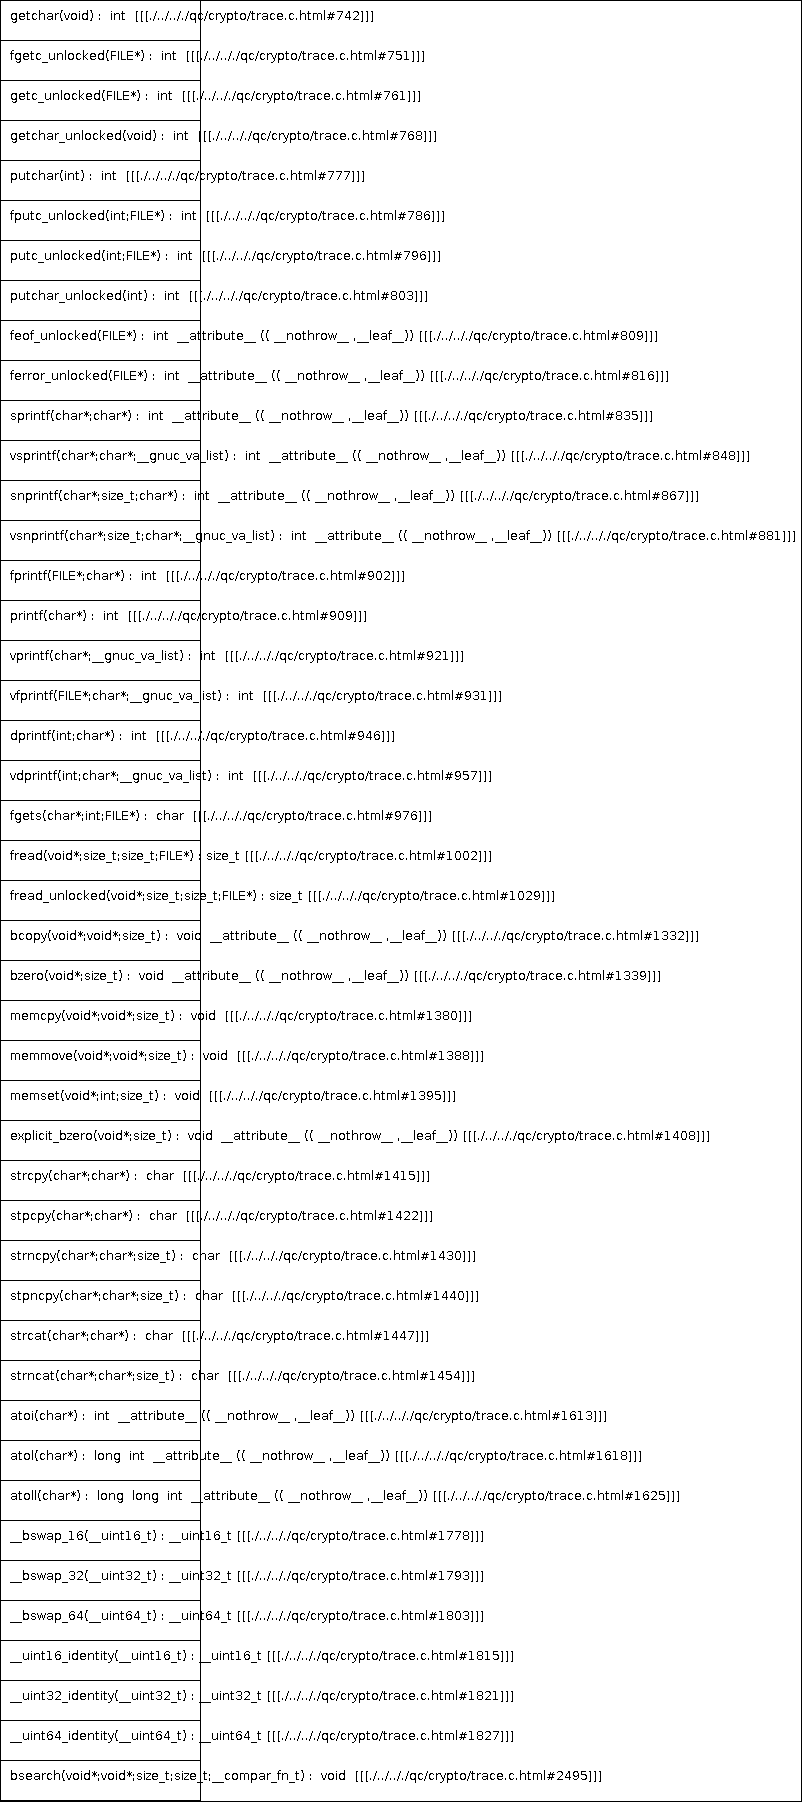 getchar(void) : int [[[./../../qc/crypto/trace.c.html#742]]]
fgetc_unlocked(FILE*) : int [[[./../../qc/crypto/trace.c.html#751]]]
getc_unlocked(FILE*) : int [[[./../../qc/crypto/trace.c.html#761]]]
getchar_unlocked(void) : int [[[./../../qc/crypto/trace.c.html#768]]]
putchar(int) : int [[[./../../qc/crypto/trace.c.html#777]]]
fputc_unlocked(int;FILE*) : int [[[./../../qc/crypto/trace.c.html#786]]]
putc_unlocked(int;FILE*) : int [[[./../../qc/crypto/trace.c.html#796]]]
putchar_unlocked(int) : int [[[./../../qc/crypto/trace.c.html#803]]]
feof_unlocked(FILE*) : int __attribute__ (( __nothrow__ ,__leaf__)) [[[./../../qc/crypto/trace.c.html#809]]]
ferror_unlocked(FILE*) : int __attribute__ (( __nothrow__ ,__leaf__)) [[[./../../qc/crypto/trace.c.html#816]]]
sprintf(char*;char*) : int __attribute__ (( __nothrow__ ,__leaf__)) [[[./../../qc/crypto/trace.c.html#835]]]
vsprintf(char*;char*;__gnuc_va_list) : int __attribute__ (( __nothrow__ ,__leaf__)) [[[./../../qc/crypto/trace.c.html#848]]]
snprintf(char*;size_t;char*) : int __attribute__ (( __nothrow__ ,__leaf__)) [[[./../../qc/crypto/trace.c.html#867]]]
vsnprintf(char*;size_t;char*;__gnuc_va_list) : int __attribute__ (( __nothrow__ ,__leaf__)) [[[./../../qc/crypto/trace.c.html#881]]]
fprintf(FILE*;char*) : int [[[./../../qc/crypto/trace.c.html#902]]]
printf(char*) : int [[[./../../qc/crypto/trace.c.html#909]]]
vprintf(char*;__gnuc_va_list) : int [[[./../../qc/crypto/trace.c.html#921]]]
vfprintf(FILE*;char*;__gnuc_va_list) : int [[[./../../qc/crypto/trace.c.html#931]]]
dprintf(int;char*) : int [[[./../../qc/crypto/trace.c.html#946]]]
vdprintf(int;char*;__gnuc_va_list) : int [[[./../../qc/crypto/trace.c.html#957]]]
fgets(char*;int;FILE*) : char [[[./../../qc/crypto/trace.c.html#976]]]
fread(void*;size_t;size_t;FILE*) : size_t [[[./../../qc/crypto/trace.c.html#1002]]]
fread_unlocked(void*;size_t;size_t;FILE*) : size_t [[[./../../qc/crypto/trace.c.html#1029]]]
bcopy(void*;void*;size_t) : void __attribute__ (( __nothrow__ ,__leaf__)) [[[./../../qc/crypto/trace.c.html#1332]]]
bzero(void*;size_t) : void __attribute__ (( __nothrow__ ,__leaf__)) [[[./../../qc/crypto/trace.c.html#1339]]]
memcpy(void*;void*;size_t) : void [[[./../../qc/crypto/trace.c.html#1380]]]
memmove(void*;void*;size_t) : void [[[./../../qc/crypto/trace.c.html#1388]]]
memset(void*;int;size_t) : void [[[./../../qc/crypto/trace.c.html#1395]]]
explicit_bzero(void*;size_t) : void __attribute__ (( __nothrow__ ,__leaf__)) [[[./../../qc/crypto/trace.c.html#1408]]]
strcpy(char*;char*) : char [[[./../../qc/crypto/trace.c.html#1415]]]
stpcpy(char*;char*) : char [[[./../../qc/crypto/trace.c.html#1422]]]
strncpy(char*;char*;size_t) : char [[[./../../qc/crypto/trace.c.html#1430]]]
stpncpy(char*;char*;size_t) : char [[[./../../qc/crypto/trace.c.html#1440]]]
strcat(char*;char*) : char [[[./../../qc/crypto/trace.c.html#1447]]]
strncat(char*;char*;size_t) : char [[[./../../qc/crypto/trace.c.html#1454]]]
atoi(char*) : int __attribute__ (( __nothrow__ ,__leaf__)) [[[./../../qc/crypto/trace.c.html#1613]]]
atol(char*) : long int __attribute__ (( __nothrow__ ,__leaf__)) [[[./../../qc/crypto/trace.c.html#1618]]]
atoll(char*) : long long int __attribute__ (( __nothrow__ ,__leaf__)) [[[./../../qc/crypto/trace.c.html#1625]]]
__bswap_16(__uint16_t) : __uint16_t [[[./../../qc/crypto/trace.c.html#1778]]]
__bswap_32(__uint32_t) : __uint32_t [[[./../../qc/crypto/trace.c.html#1793]]]
__bswap_64(__uint64_t) : __uint64_t [[[./../../qc/crypto/trace.c.html#1803]]]
__uint16_identity(__uint16_t) : __uint16_t [[[./../../qc/crypto/trace.c.html#1815]]]
__uint32_identity(__uint32_t) : __uint32_t [[[./../../qc/crypto/trace.c.html#1821]]]
__uint64_identity(__uint64_t) : __uint64_t [[[./../../qc/crypto/trace.c.html#1827]]]
bsearch(void*;void*;size_t;size_t;__compar_fn_t) : void [[[./../../qc/crypto/trace.c.html#2495]]]